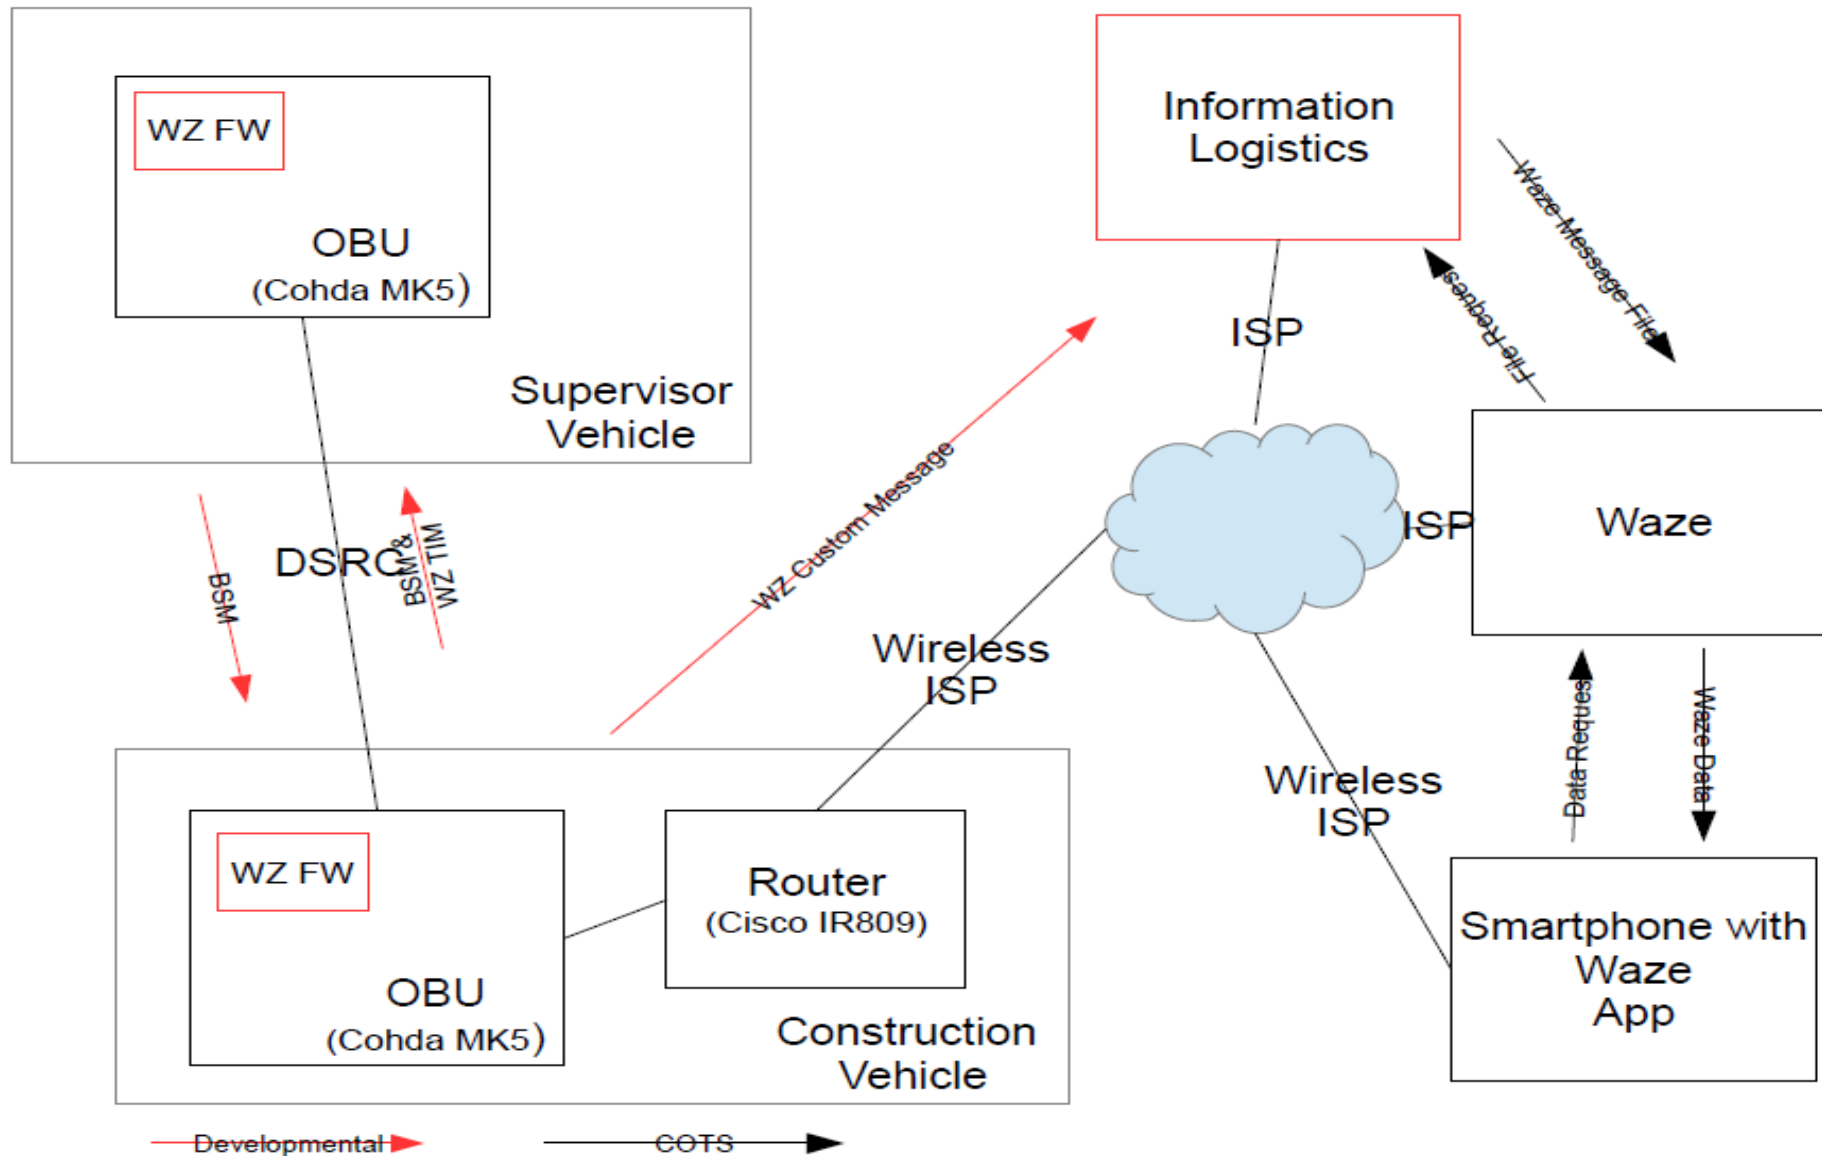 WZ FW
OBU
(Cohda MK5)
Supervisor
Vehicle
Information
Logistics
Waze Message File
File Reques
ISP
BSM
DSRC
BSM &
WZ TIM
WZ Custom Message
ISP
Waze
Wireless
ISP
Wireless
ISP
Data Reques
Waze Data
WZ FW
OBU
(Cohda MK5)
Router
(Cisco IR809)
Construction
Vehicle
Smartphone with
Waze
App
Developmental
COTS